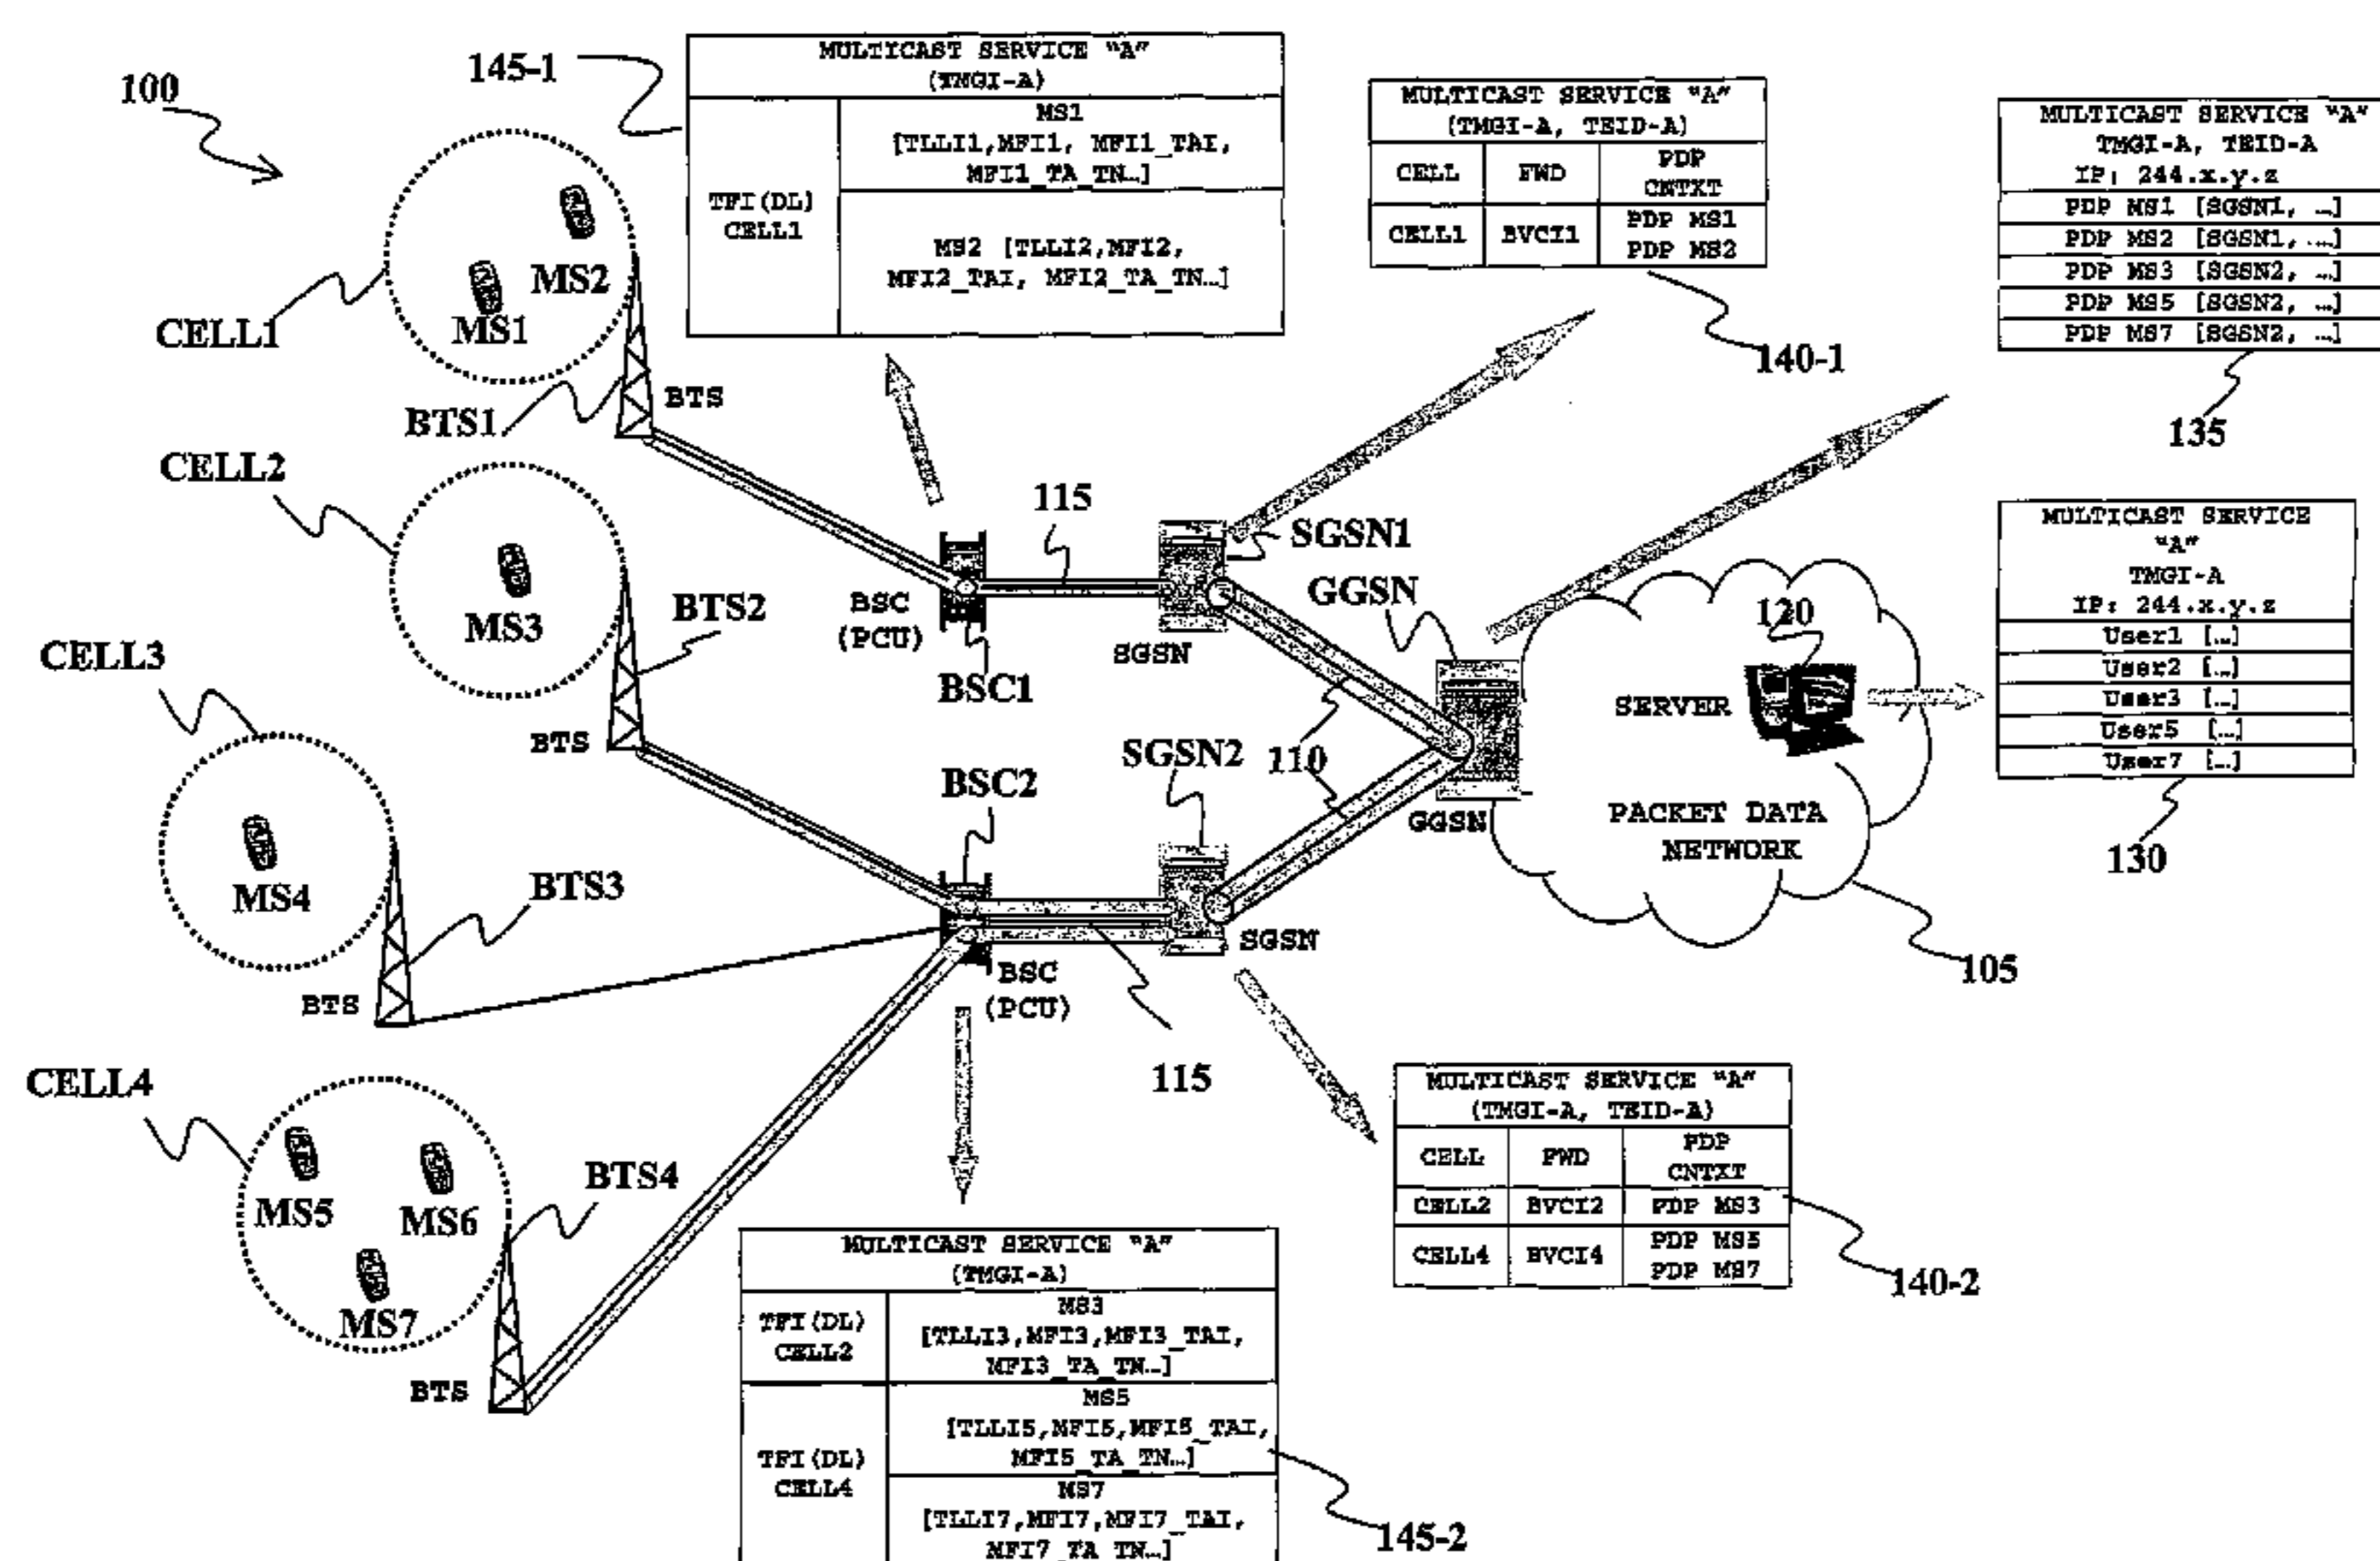 100
145-1
MULTICAST SERVICE "A"
(TMGI-A)
TFI(DL)
CELL1
MS1
[TLLI1,MFI1, MFI1_TAI,
MFI1_TA_TN…]
MS2 [TLLI2,MFI2,
MFI2_TAI, MFI2_TA_TN…]
MULTICAST SERVICE "A"
(TMGI-A, TEID-A)
CELL FWD PDP
CNTXT
CELL1 BVCI1 PDP MS1
PDP MS2
140-1
MULTICAST SERVICE "A"
TMGI-A, TEID-A
IP: 244.x.y.z
PDP MS1 [SGSN1, …]
PDP MS2 [SGSN1, …]
PDP MS3 [SGSN2, …]
PDP MS5 [SGSN2, …]
PDP MS7 [SGSN2, …]
135
CELL1
MS2
MS1
BTS1
BTS
CELL2
MS3
BTS2
BTS
CELL3
MS4
BTS3
BTS
CELL4
MS5
MS6
MS7
BTS4
BTS
115
BSC
(PCU)
BSC1
SGSN1
SGSN
GGSN
GGSN
110
SGSN2
SGSN
BSC2
BSC
(PCU)
115
120
SERVER
PACKET DATA
NETWORK
105
MULTICAST SERVICE
"A"
TMGI-A
IP: 244.x.y.z
User1 […]
User2 […]
User3 […]
User5 […]
User7 […]
130
MULTICAST SERVICE "A"
(TMGI-A, TEID-A)
CELL FWD PDP
CNTXT
CELL2 BVCI2 PDP MS3
CELL4 BVCI4 PDP MS5
PDP MS7
140-2
MULTICAST SERVICE "A"
(TMGI-A)
TFI(DL)
CELL2
MS3
[TLLI3,MFI3,MFI3_TAI,
MFI3_TA_TN…]
TFI(DL)
CELL4
MS5
[TLLI5,MFI5,MFI5_TAI,
MFI5_TA_TN…]
MS7
[TLLI7,MFI7,MFI7_TAI,
MFI7_TA_TN…]
145-2